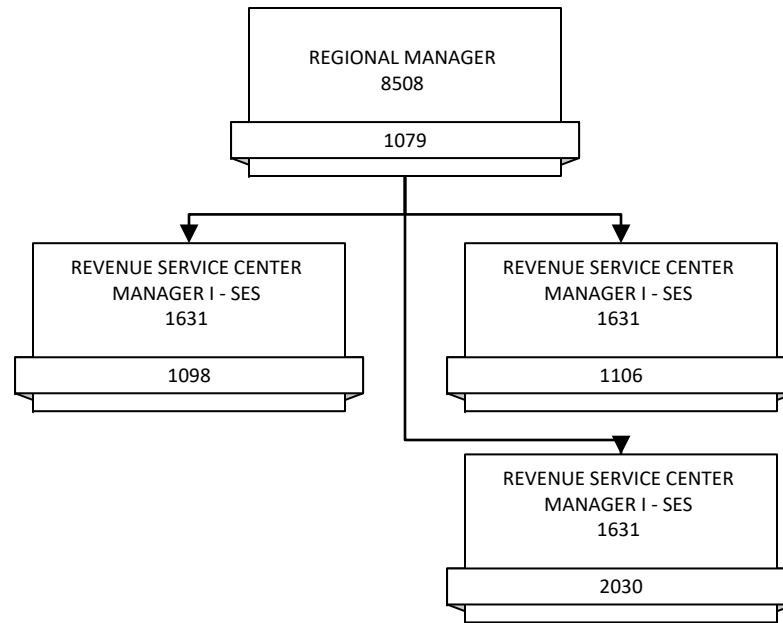 REGIONAL MANAGER
8508
1079
REVENUE SERVICE CENTER
MANAGER I - SES
1631
1098
REVENUE SERVICE CENTER
MANAGER I - SES
1631
1106
REVENUE SERVICE CENTER
MANAGER I - SES
1631
2030